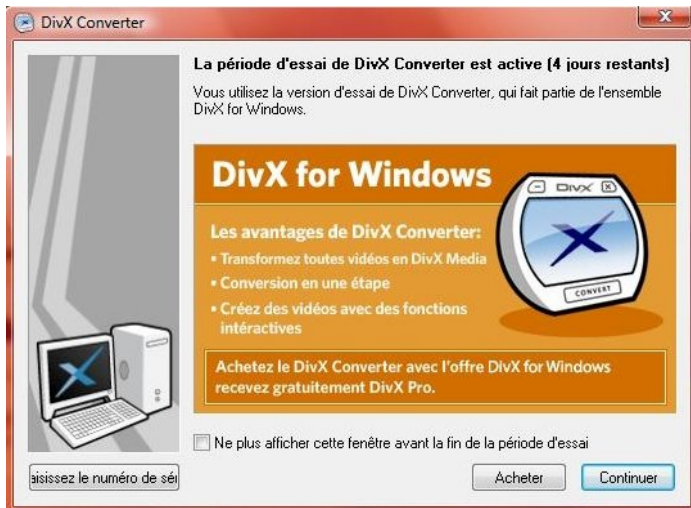 DivX Converter
La période d'essai de DivX Converter est active (4 jours restants)
Vous utilisez la version d'essai de DivX Converter, qui fait partie de l'ensemble
DivX for Windows.
DivX for Windows
DIVX
Les avantages de DivX Converter:
▪ Transformez toutes vidéos en DivX Media
▪ Conversion en une étape
CONVERT
▪ Créez des vidéos avec des fonctions
intéractives
Achetez le DivX Converter avec l'offre DivX for Windows
recevez gratuitement DivX Pro.
Ne plus afficher cette fenêtre avant la fin de la période d'essai
aisissez le numéro de séri
Acheter
Continuer